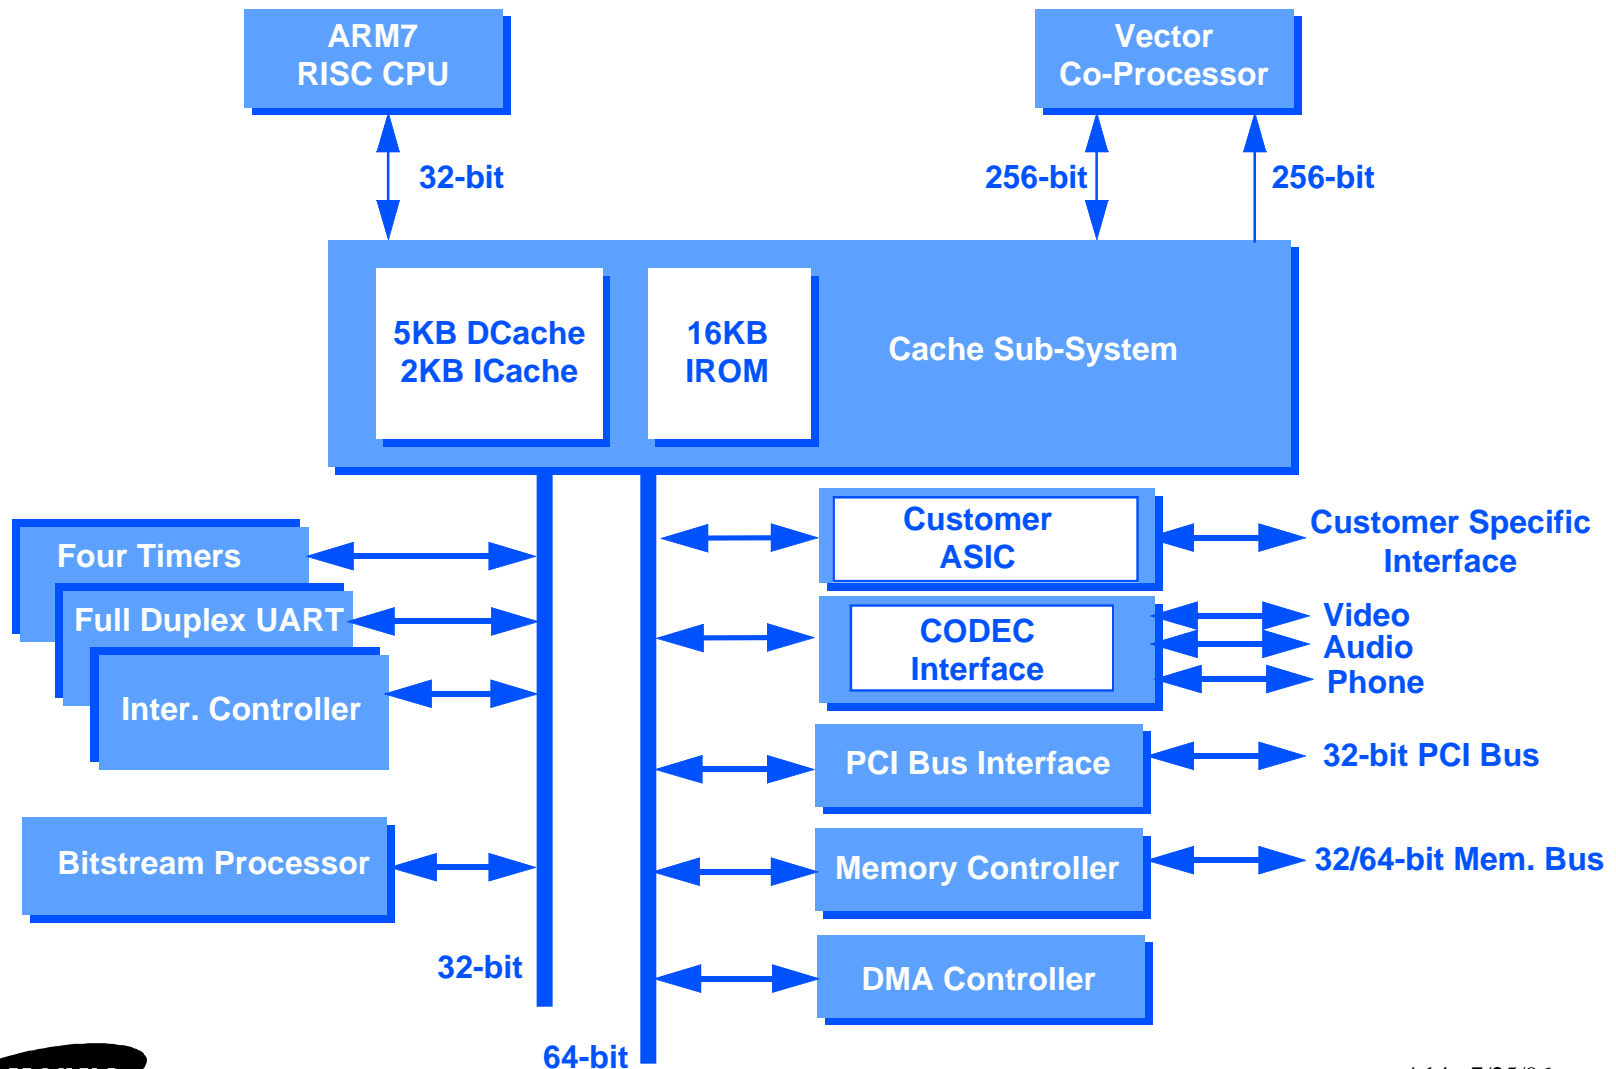 ARM7
RISC CPU
Vector
Co-Processor
32-bit
256-bit
256-bit
5KB DCache
2KB ICache
16KB
IROM
Cache Sub-System
Four Timers
Full Duplex UART
Inter. Controller
Bitstream Processor
32-bit
64-bit
Customer
ASIC
Customer Specific
Interface
CODEC
Interface
Video
Audio
Phone
PCI Bus Interface
32-bit PCI Bus
Memory Controller
32/64-bit Mem. Bus
DMA Controller